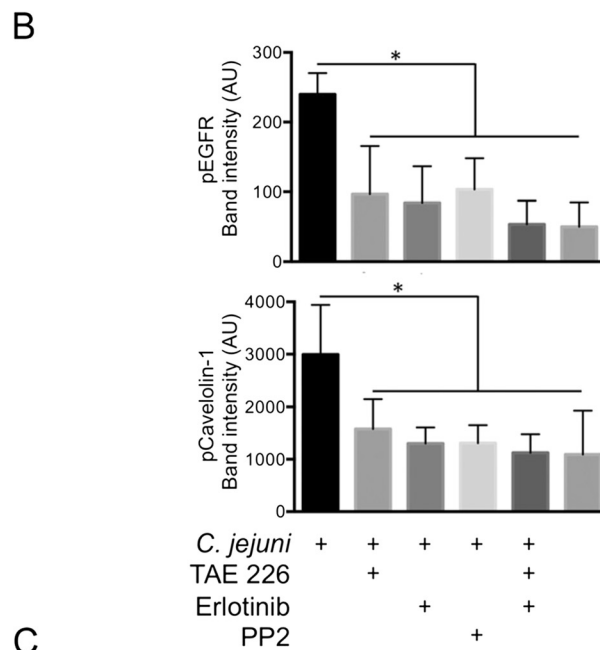 B
pEGFR
Band intensity (AU)
300
200
100
0
*
pCavelolin-1
Band intensity (AU)
4000
3000
2000
1000
0
*
C. jejuni + + + + +
TAE 226 + +
Erlotinib + +
PP2 +
C